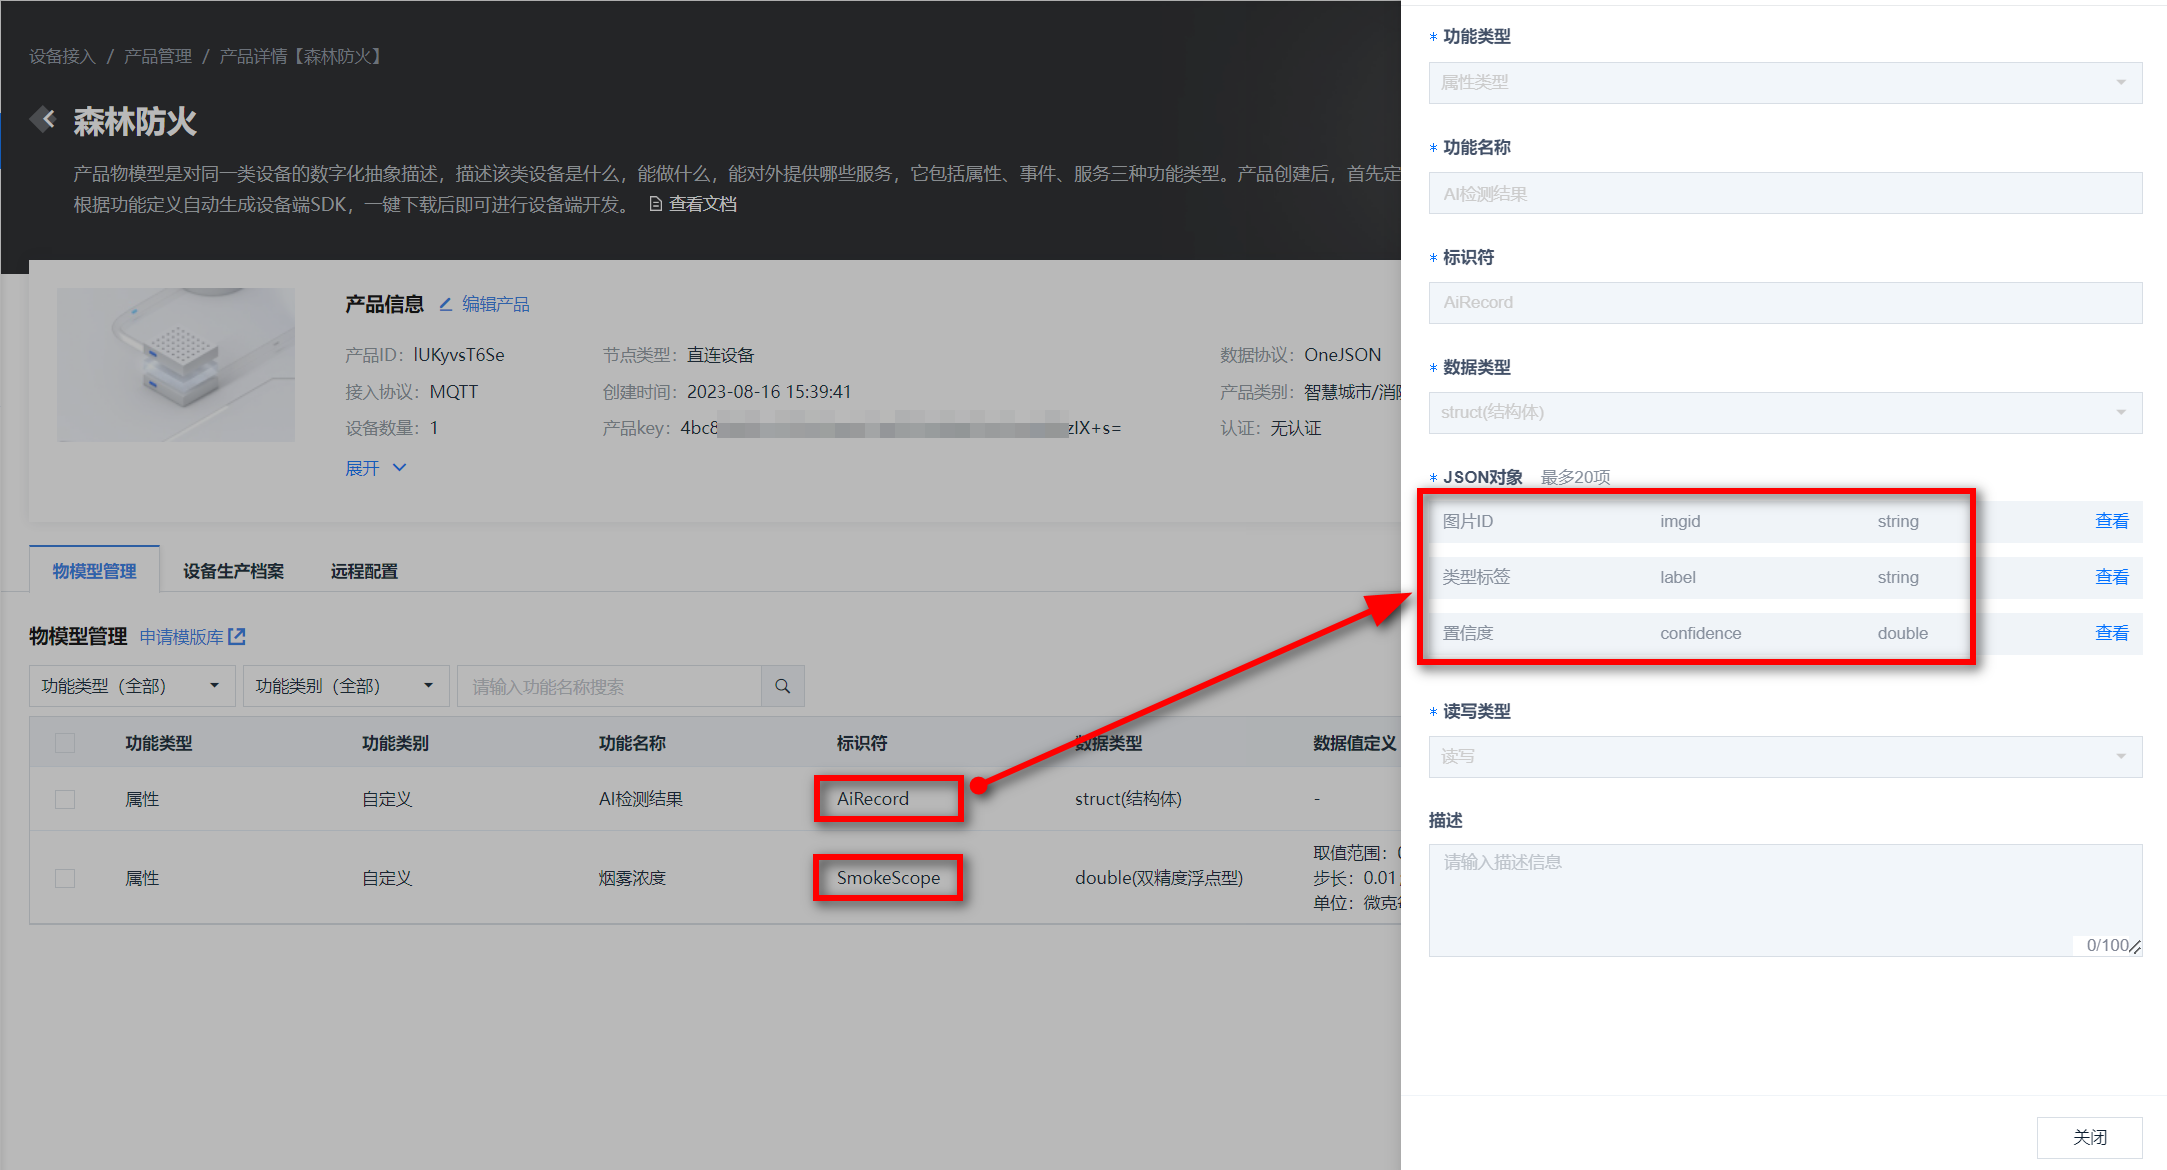 设备接入 / 产品管理 / 产品详情【森林防火】
森林防火
产品物模型是对同一类设备的数字化抽象描述，描述该类设备是什么，能做什么，能对外提供哪些服务，它包括属性、事件、服务三种功能类型。产品创建后，首先定
根据功能定义自动生成设备端SDK，一键下载后即可进行设备端开发。 查看文档
产品信息 编辑产品
产品ID： lUKyvsT6Se 节点类型： 直连设备 数据协议： OneJSON
接入协议： MQTT 创建时间： 2023-08-16 15:39:41 产品类别： 智慧城市/消
设备数量： 1 产品key： 4bc8 zlX+s= 认证： 无认证
展开
物模型管理 设备生产档案 远程配置
物模型管理 申请模版库
功能类型（全部） 功能类别（全部） 请输入功能名称搜索
功能类型 功能类别 功能名称 标识符 数据类型 数据值定义
属性 自定义 AI检测结果 AiRecord struct(结构体) -
属性 自定义 烟雾浓度 SmokeScope double(双精度浮点型)
取值范围：
步长： 0.01
单位： 微克
* 功能类型
属性类型
* 功能名称
AI检测结果
* 标识符
AiRecord
* 数据类型
struct(结构体)
* JSON对象 最多20项
图片ID imgid string 查看
类型标签 label string 查看
置信度 confidence double 查看
* 读写类型
读写
描述
请输入描述信息
0/100
关闭